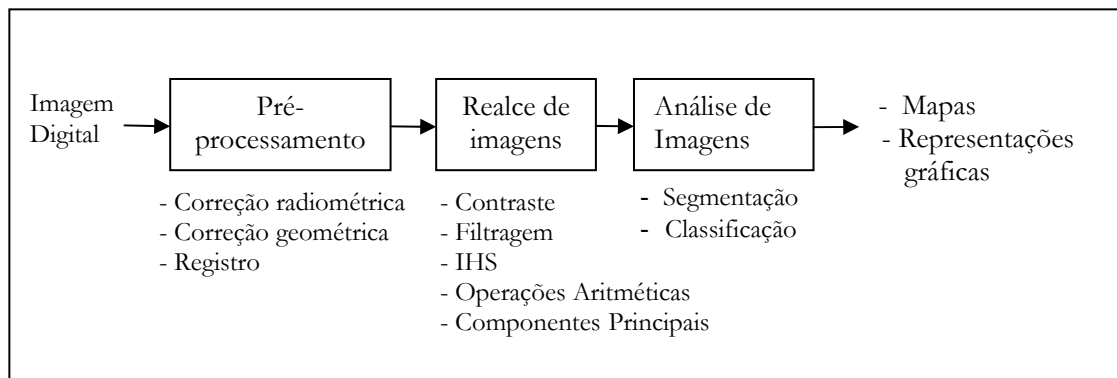 Imagem
Digital
Pré-
processamento
- Correção radiométrica
- Correção geométrica
- Registro
Realce de
imagens
- Contraste
- Filtragem
- IHS
- Operações Aritméticas
- Componentes Principais
Análise de
Imagens
- Segmentação
- Classificação
- Mapas
- Representações
gráficas